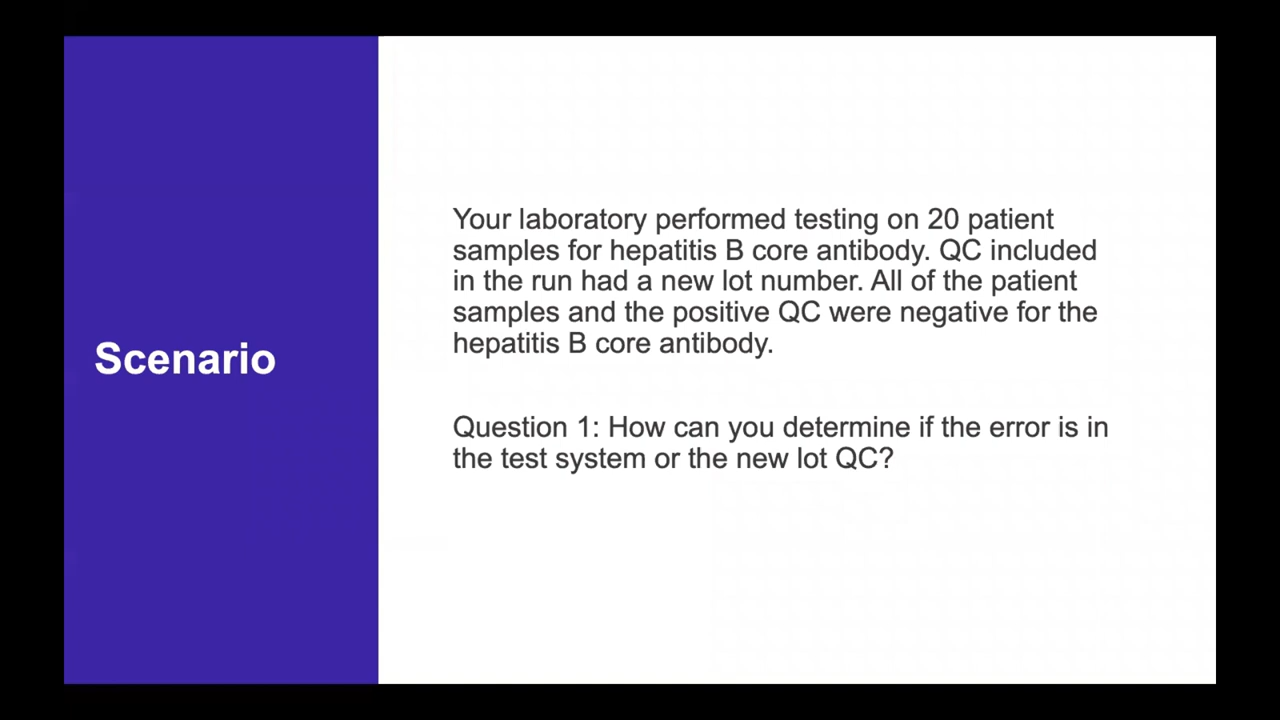 Scenario
Your laboratory performed testing on 20 patient
samples for hepatitis B core antibody. QC included
in the run had a new lot number. All of the patient
samples and the positive QC were negative for the
hepatitis B core antibody.
Question 1: How can you determine if the error is in
the test system or the new lot QC?